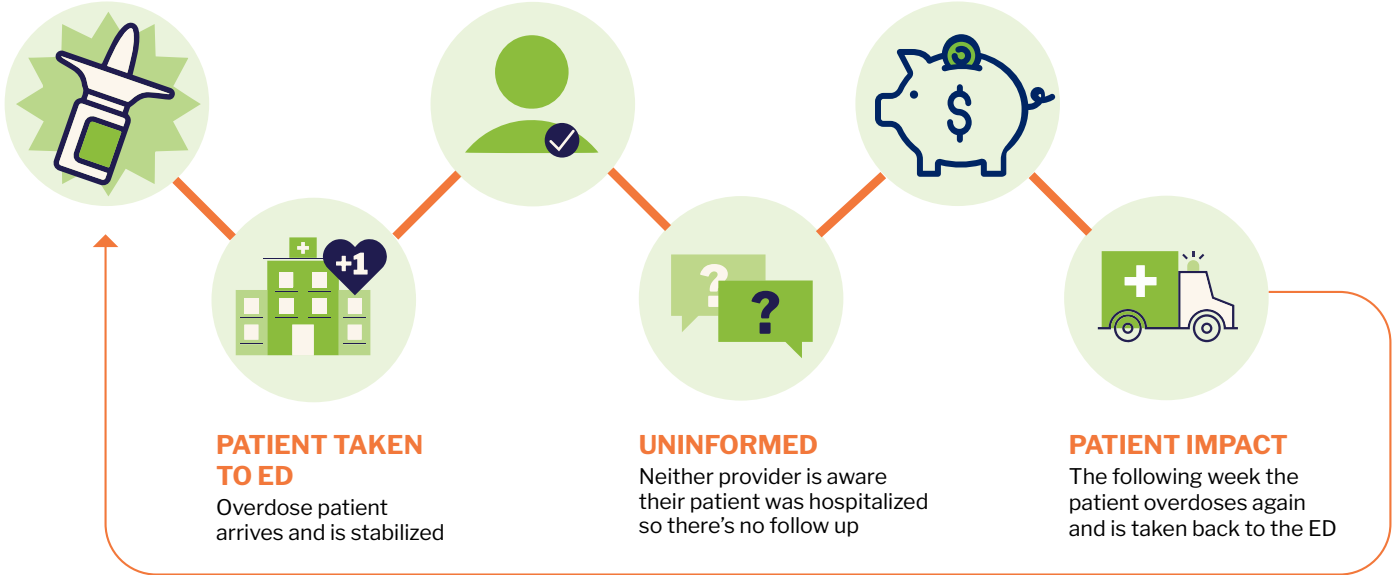 +1
?
?
$
PATIENT TAKEN
TO ED
Overdose patient
arrives and is stabilized
UNINFORMED
Neither provider is aware
their patient was hospitalized
so there's no follow up
PATIENT IMPACT
The following week the
patient overdoses again
and is taken back to the ED